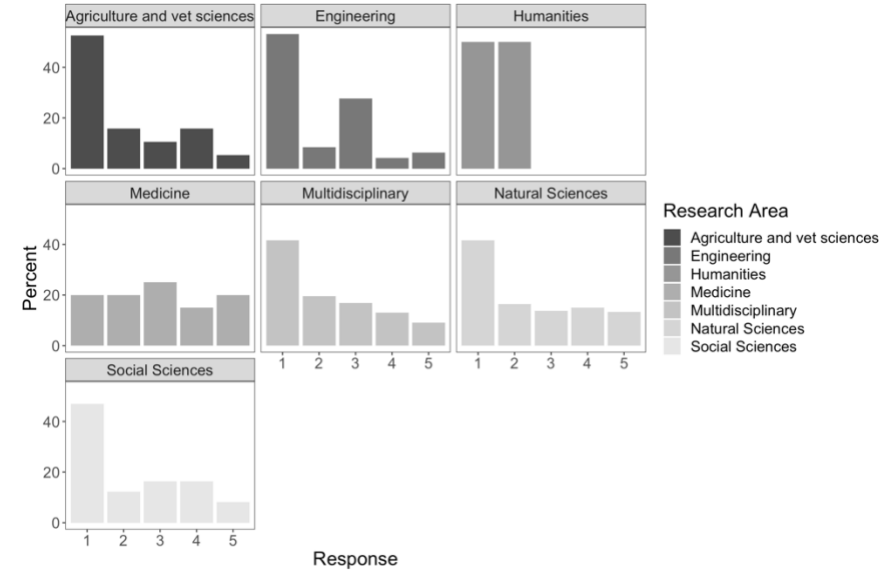 Agriculture and vet sciences
Engineering
Humanities
40
20
0
Medicine
Multidisciplinary
Natural Sciences
Percent
40
20
0
1 2 3 4 5
1 2 3 4 5
Social Sciences
40
20
0
1 2 3 4 5
Response
Research Area
Agriculture and vet sciences
Engineering
Humanities
Medicine
Multidisciplinary
Natural Sciences
Social Sciences